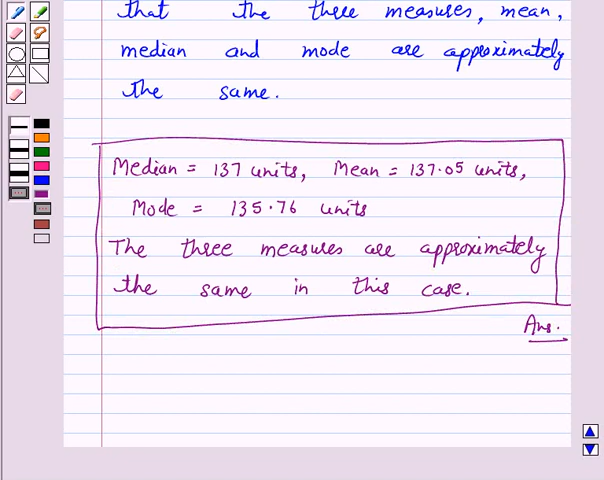 that the three measures, mean,
median and mode are approximately
the same.
Median = 137 units, Mean = 137.05 units,
Mode = 135.76 units
The three measures are approximately
the same in this case.
Ans.